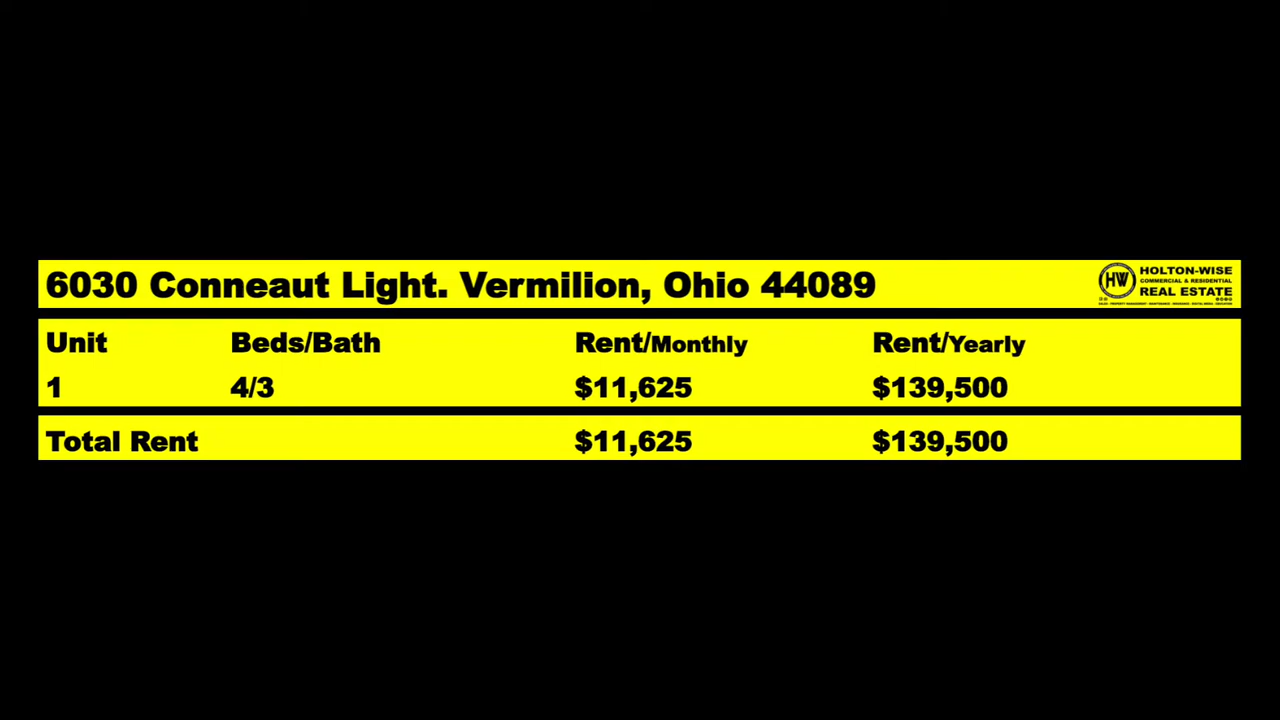 6030 Conneaut Light. Vermilion, Ohio 44089
HOLTON-WISE
COMMERCIAL & RESIDENTIAL
REAL ESTATE
Unit Beds/Bath Rent/Monthly Rent/Yearly
1 4/3 $11,625 $139,500
Total Rent $11,625 $139,500